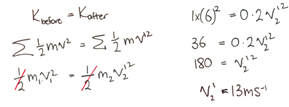 K before = K after
∑ ½mv² = ∑ ½mv'²
½m₁v₁² = ½m₂v₂'²
1x(6)² = 0.2v₂'²
36 = 0.2v₂'²
180 = v₂'²
v₂' = 13ms⁻¹